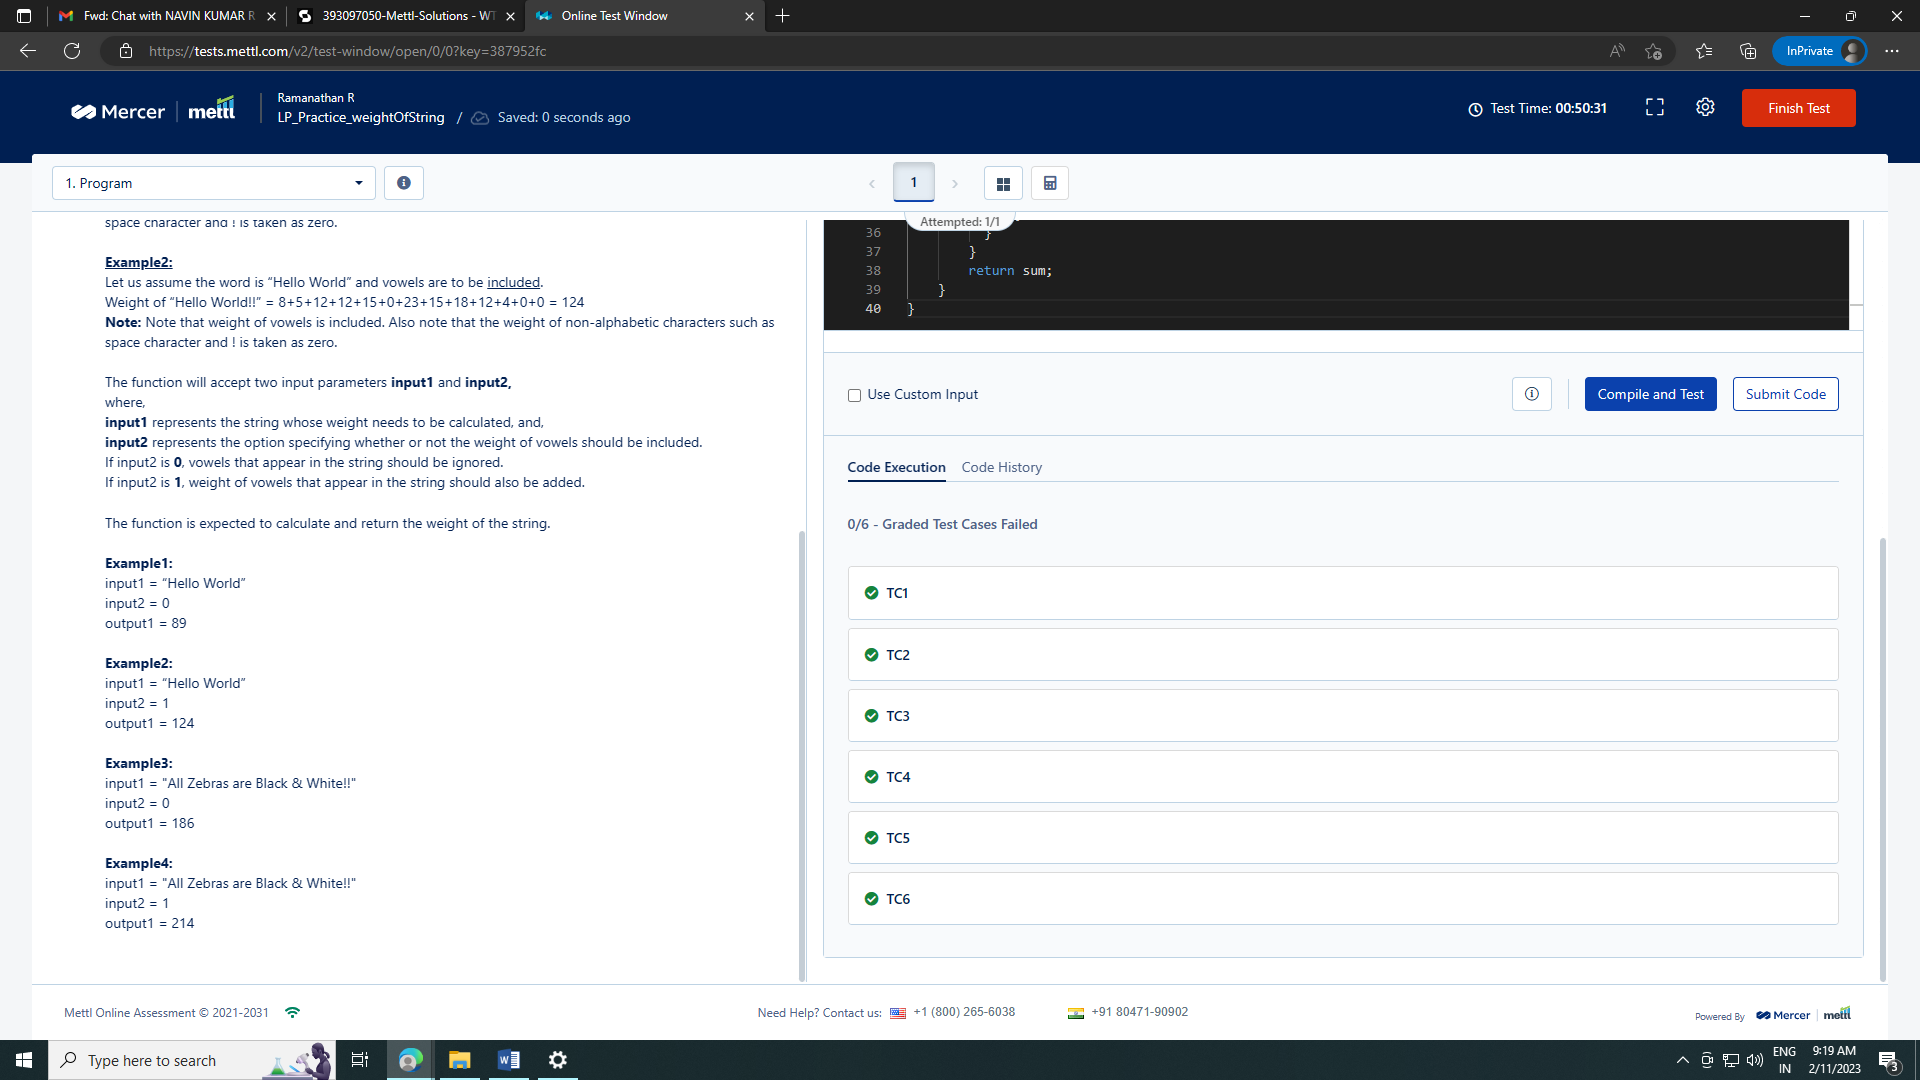 Fwd: Chat with NAVIN KUMAR R
393097050-Mettl-Solutions - WT
Online Test Window
https://tests.mettl.com/v2/test-window/open/0/0?key=387952fc
InPrivate
Mercer mettl
Ramanathan R
LP_Practice_weightOfString / Saved: 0 seconds ago
Test Time: 00:50:31
Finish Test
1. Program
1
Attempted: 1/1
space character and ! is taken as zero.
Example2:
Let us assume the word is “Hello World” and vowels are to be included.
Weight of “Hello World!!” = 8+5+12+12+15+0+23+15+18+12+4+0+0 = 124
Note: Note that weight of vowels is included. Also note that the weight of non-alphabetic characters such as
space character and ! is taken as zero.
The function will accept two input parameters input1 and input2,
where,
input1 represents the string whose weight needs to be calculated, and,
input2 represents the option specifying whether or not the weight of vowels should be included.
If input2 is 0, vowels that appear in the string should be ignored.
If input2 is 1, weight of vowels that appear in the string should also be added.
The function is expected to calculate and return the weight of the string.
Example1:
input1 = “Hello World”
input2 = 0
output1 = 89
Example2:
input1 = “Hello World”
input2 = 1
output1 = 124
Example3:
input1 = "All Zebras are Black & White!!"
input2 = 0
output1 = 186
Example4:
input1 = "All Zebras are Black & White!!"
input2 = 1
output1 = 214
36 }
37 }
38 return sum;
39 }
40 }
Use Custom Input
Compile and Test
Submit Code
Code Execution Code History
0/6 - Graded Test Cases Failed
TC1
TC2
TC3
TC4
TC5
TC6
Mettl Online Assessment © 2021-2031
Need Help? Contact us: +1 (800) 265-6038 +91 80471-90902
Powered By Mercer mettl
Type here to search
ENG
IN
9:19 AM
2/11/2023
3